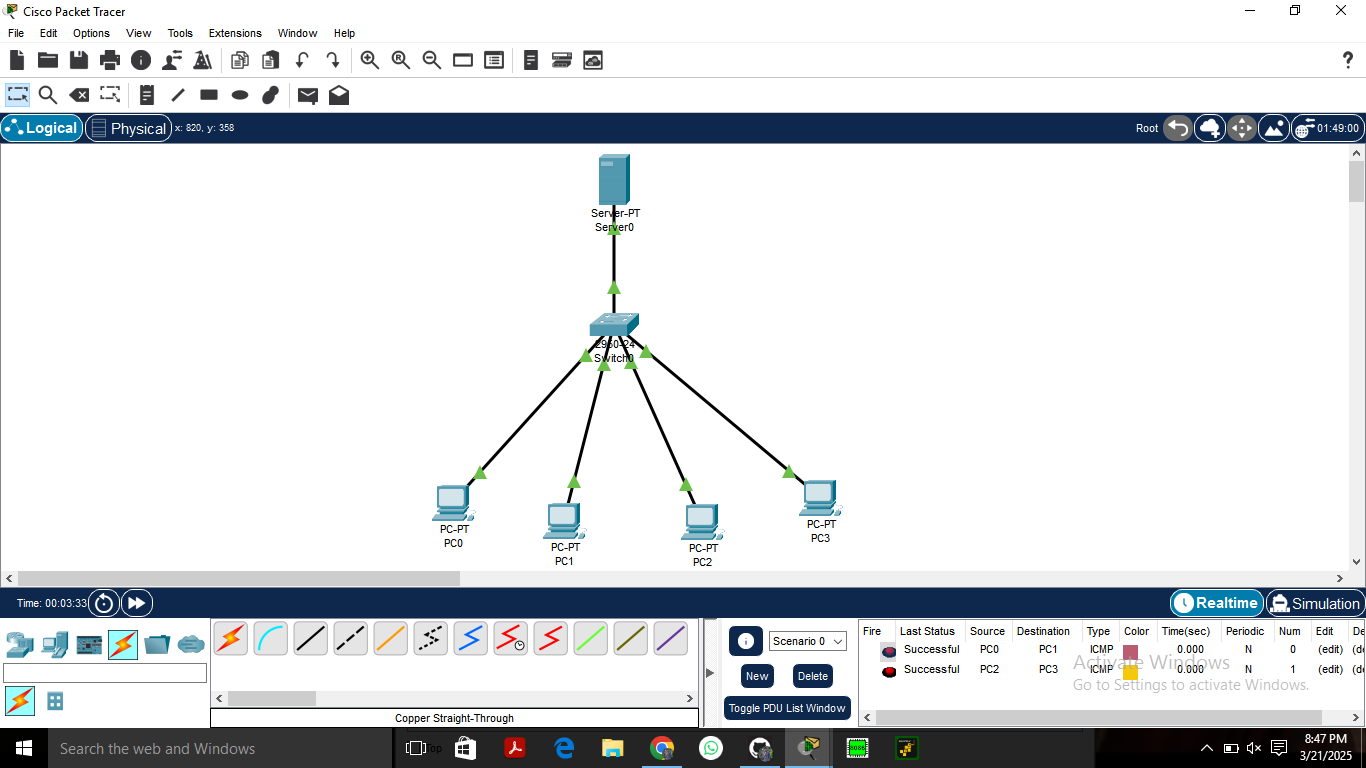 Cisco Packet Tracer
File Edit Options View Tools Extensions Window Help
Logical Physical x: 820, y: 358 Root 01:49:00
Server-PT
Server0
2960-24
Switch0
PC-PT
PC0
PC-PT
PC1
PC-PT
PC2
PC-PT
PC3
Time: 00:03:33 Realtime Simulation
Scenario 0
New Delete
Toggle PDU List Window
Copper Straight-Through
Fire Last Status Source Destination Type Color Time(sec) Periodic Num Edit De
Successful PC0 PC1 ICMP 0.000 N 0 (edit) (de
Successful PC2 PC3 ICMP 0.000 N 1 (edit) (de
Activate Windows
Go to Settings to activate Windows.
Search the web and Windows
Top
8:47 PM
3/21/2025